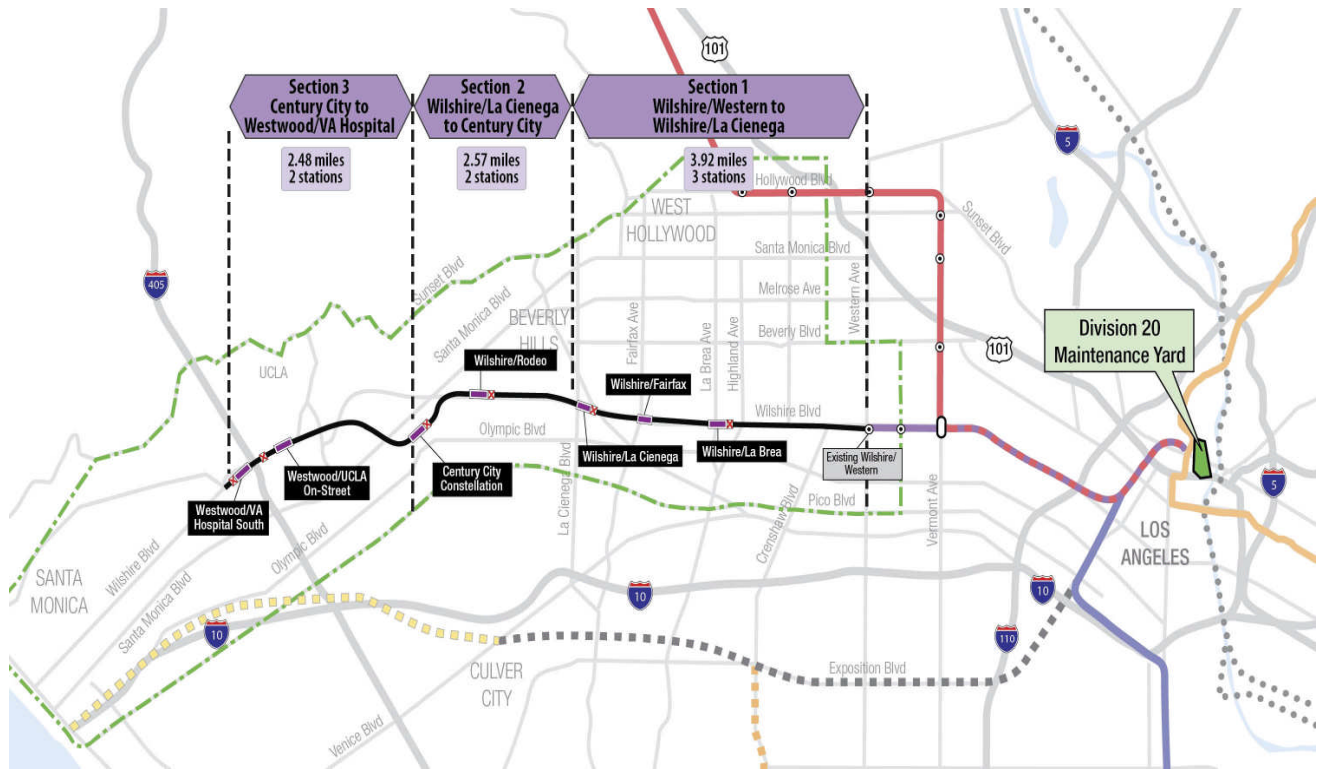 101
Section 3
Century City to
Westwood/VA Hospital
Section 2
Wilshire/La Cienega
to Century City
Section 1
Wilshire/Western to
Wilshire/La Cienega
2.48 miles
2 stations
2.57 miles
2 stations
3.92 miles
3 stations
5
Hollywood Blvd
WEST
HOLLYWOOD
Sunset Blvd
Santa Monica Blvd
405
Sunset Blvd
Santa Monica Blvd
Melrose Ave
Western Ave
BEVERLY
HILLS
Fairfax Ave
La Brea Ave
Highland Ave
Beverly Blvd
101
Division 20
Maintenance Yard
UCLA
Wilshire/Rodeo
Wilshire/Fairfax
Wilshire Blvd
Olympic Blvd
Wilshire/La Cienega
Wilshire/La Brea
Existing Wilshire/
Western
Westwood/UCLA
On-Street
Century City
Constellation
Westwood/VA
Hospital South
La Cienega Blvd
Crenshaw Blvd
Pico Blvd
Vermont Ave
5
LOS
ANGELES
Wilshire Blvd
Olympic Blvd
SANTA
MONICA
Santa Monica Blvd
10
10
10
110
CULVER
CITY
Exposition Blvd
Venice Blvd